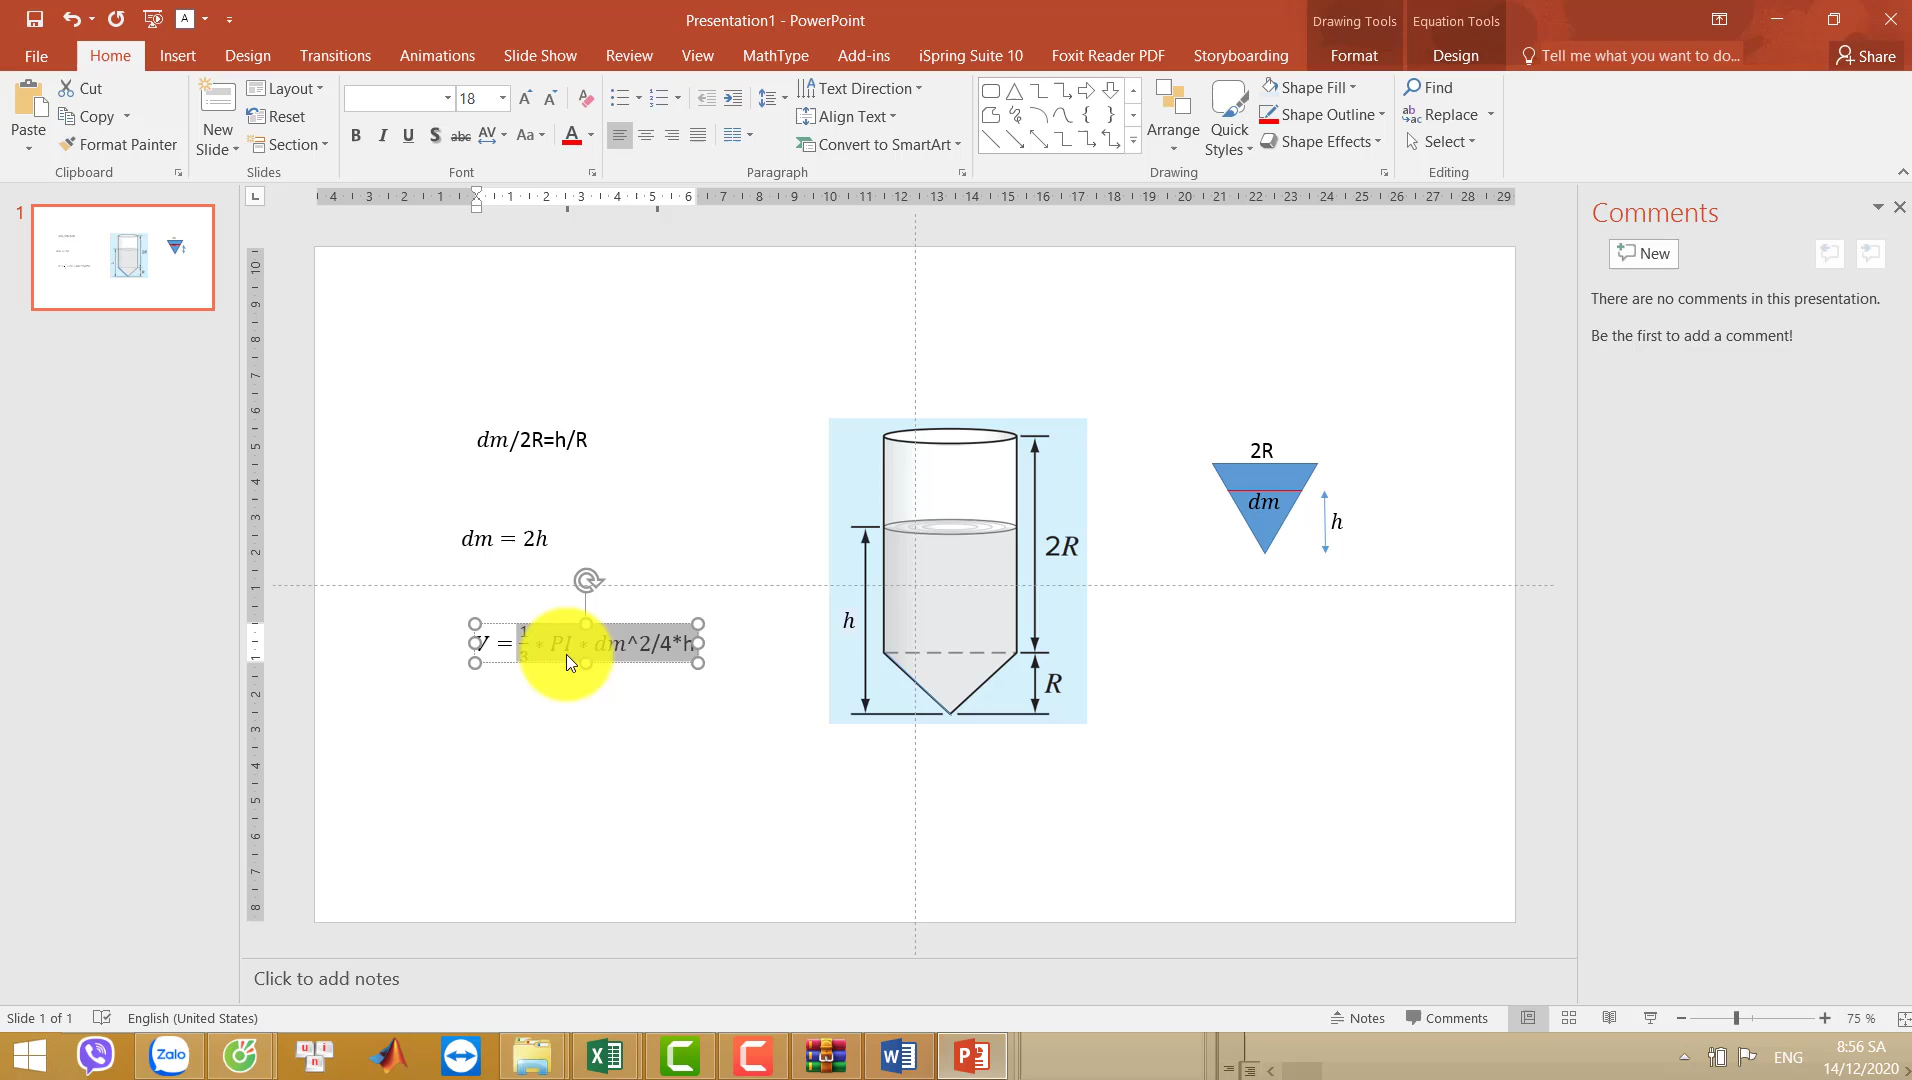 Presentation1 - PowerPoint
Drawing Tools
Equation Tools
File
Home
Insert
Design
Transitions
Animations
Slide Show
Review
View
MathType
Add-ins
iSpring Suite 10
Foxit Reader PDF
Storyboarding
Format
Design
Tell me what you want to do...
Share
Paste
Cut
Copy
Format Painter
Clipboard
New Slide
Layout
Reset
Section
Slides
18
Font
Text Direction
Align Text
Convert to SmartArt
Paragraph
Arrange
Quick Styles
Shape Fill
Shape Outline
Shape Effects
Drawing
Find
Replace
Select
Editing
1
dm/2R=h/R
dm = 2h
V = 1/3 * PI * dm^2/4*h
2R
R
h
2R
dm
h
Comments
New
There are no comments in this presentation.
Be the first to add a comment!
Click to add notes
Slide 1 of 1
English (United States)
Notes
Comments
75 %
Zalo
ENG
8:56 SA
14/12/2020